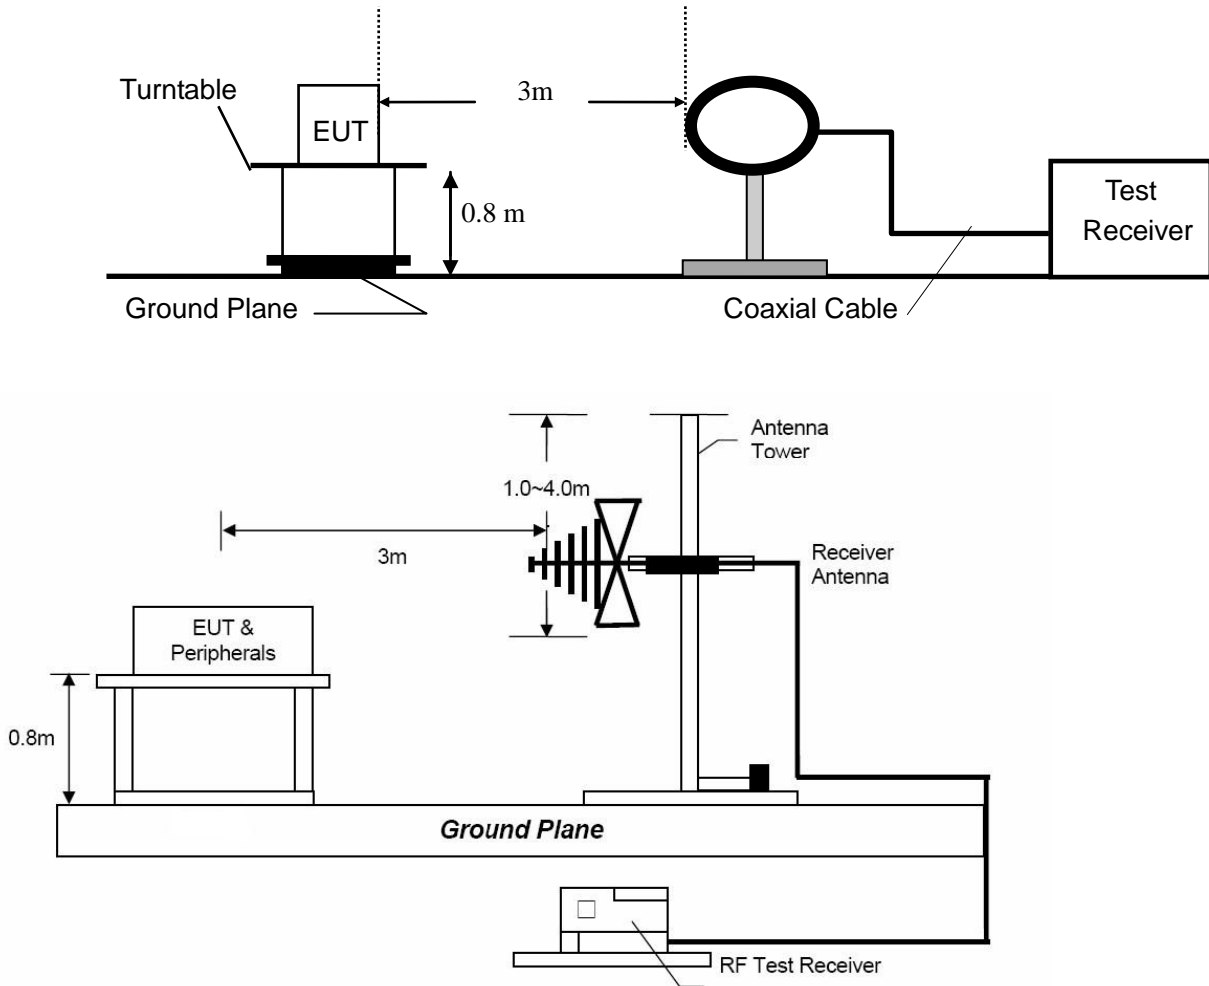 Turntable
3m
EUT
0.8 m
Test
Receiver
Ground Plane
Coaxial Cable
Antenna
Tower
1.0~4.0m
3m
Receiver
Antenna
EUT &
Peripherals
0.8m
Ground Plane
RF Test Receiver